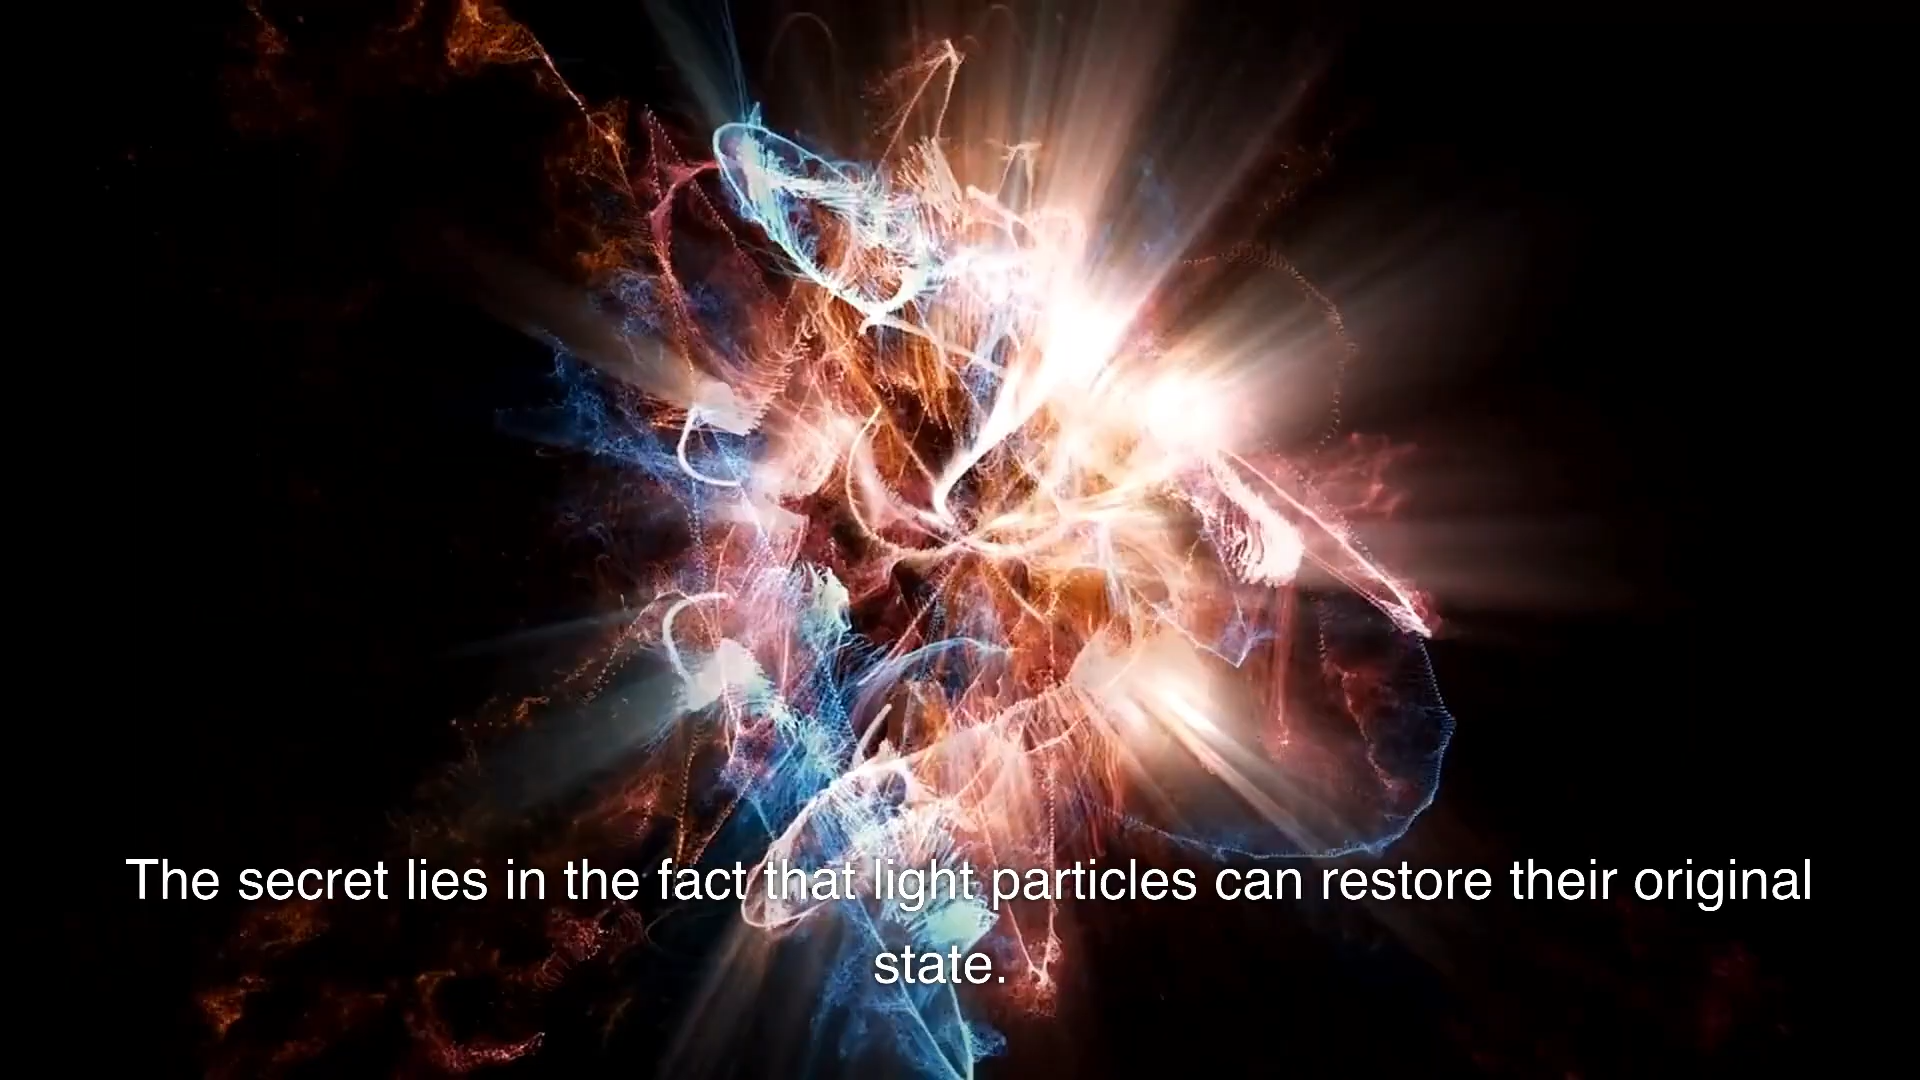 The secret lies in the fact that light particles can restore their original
state.